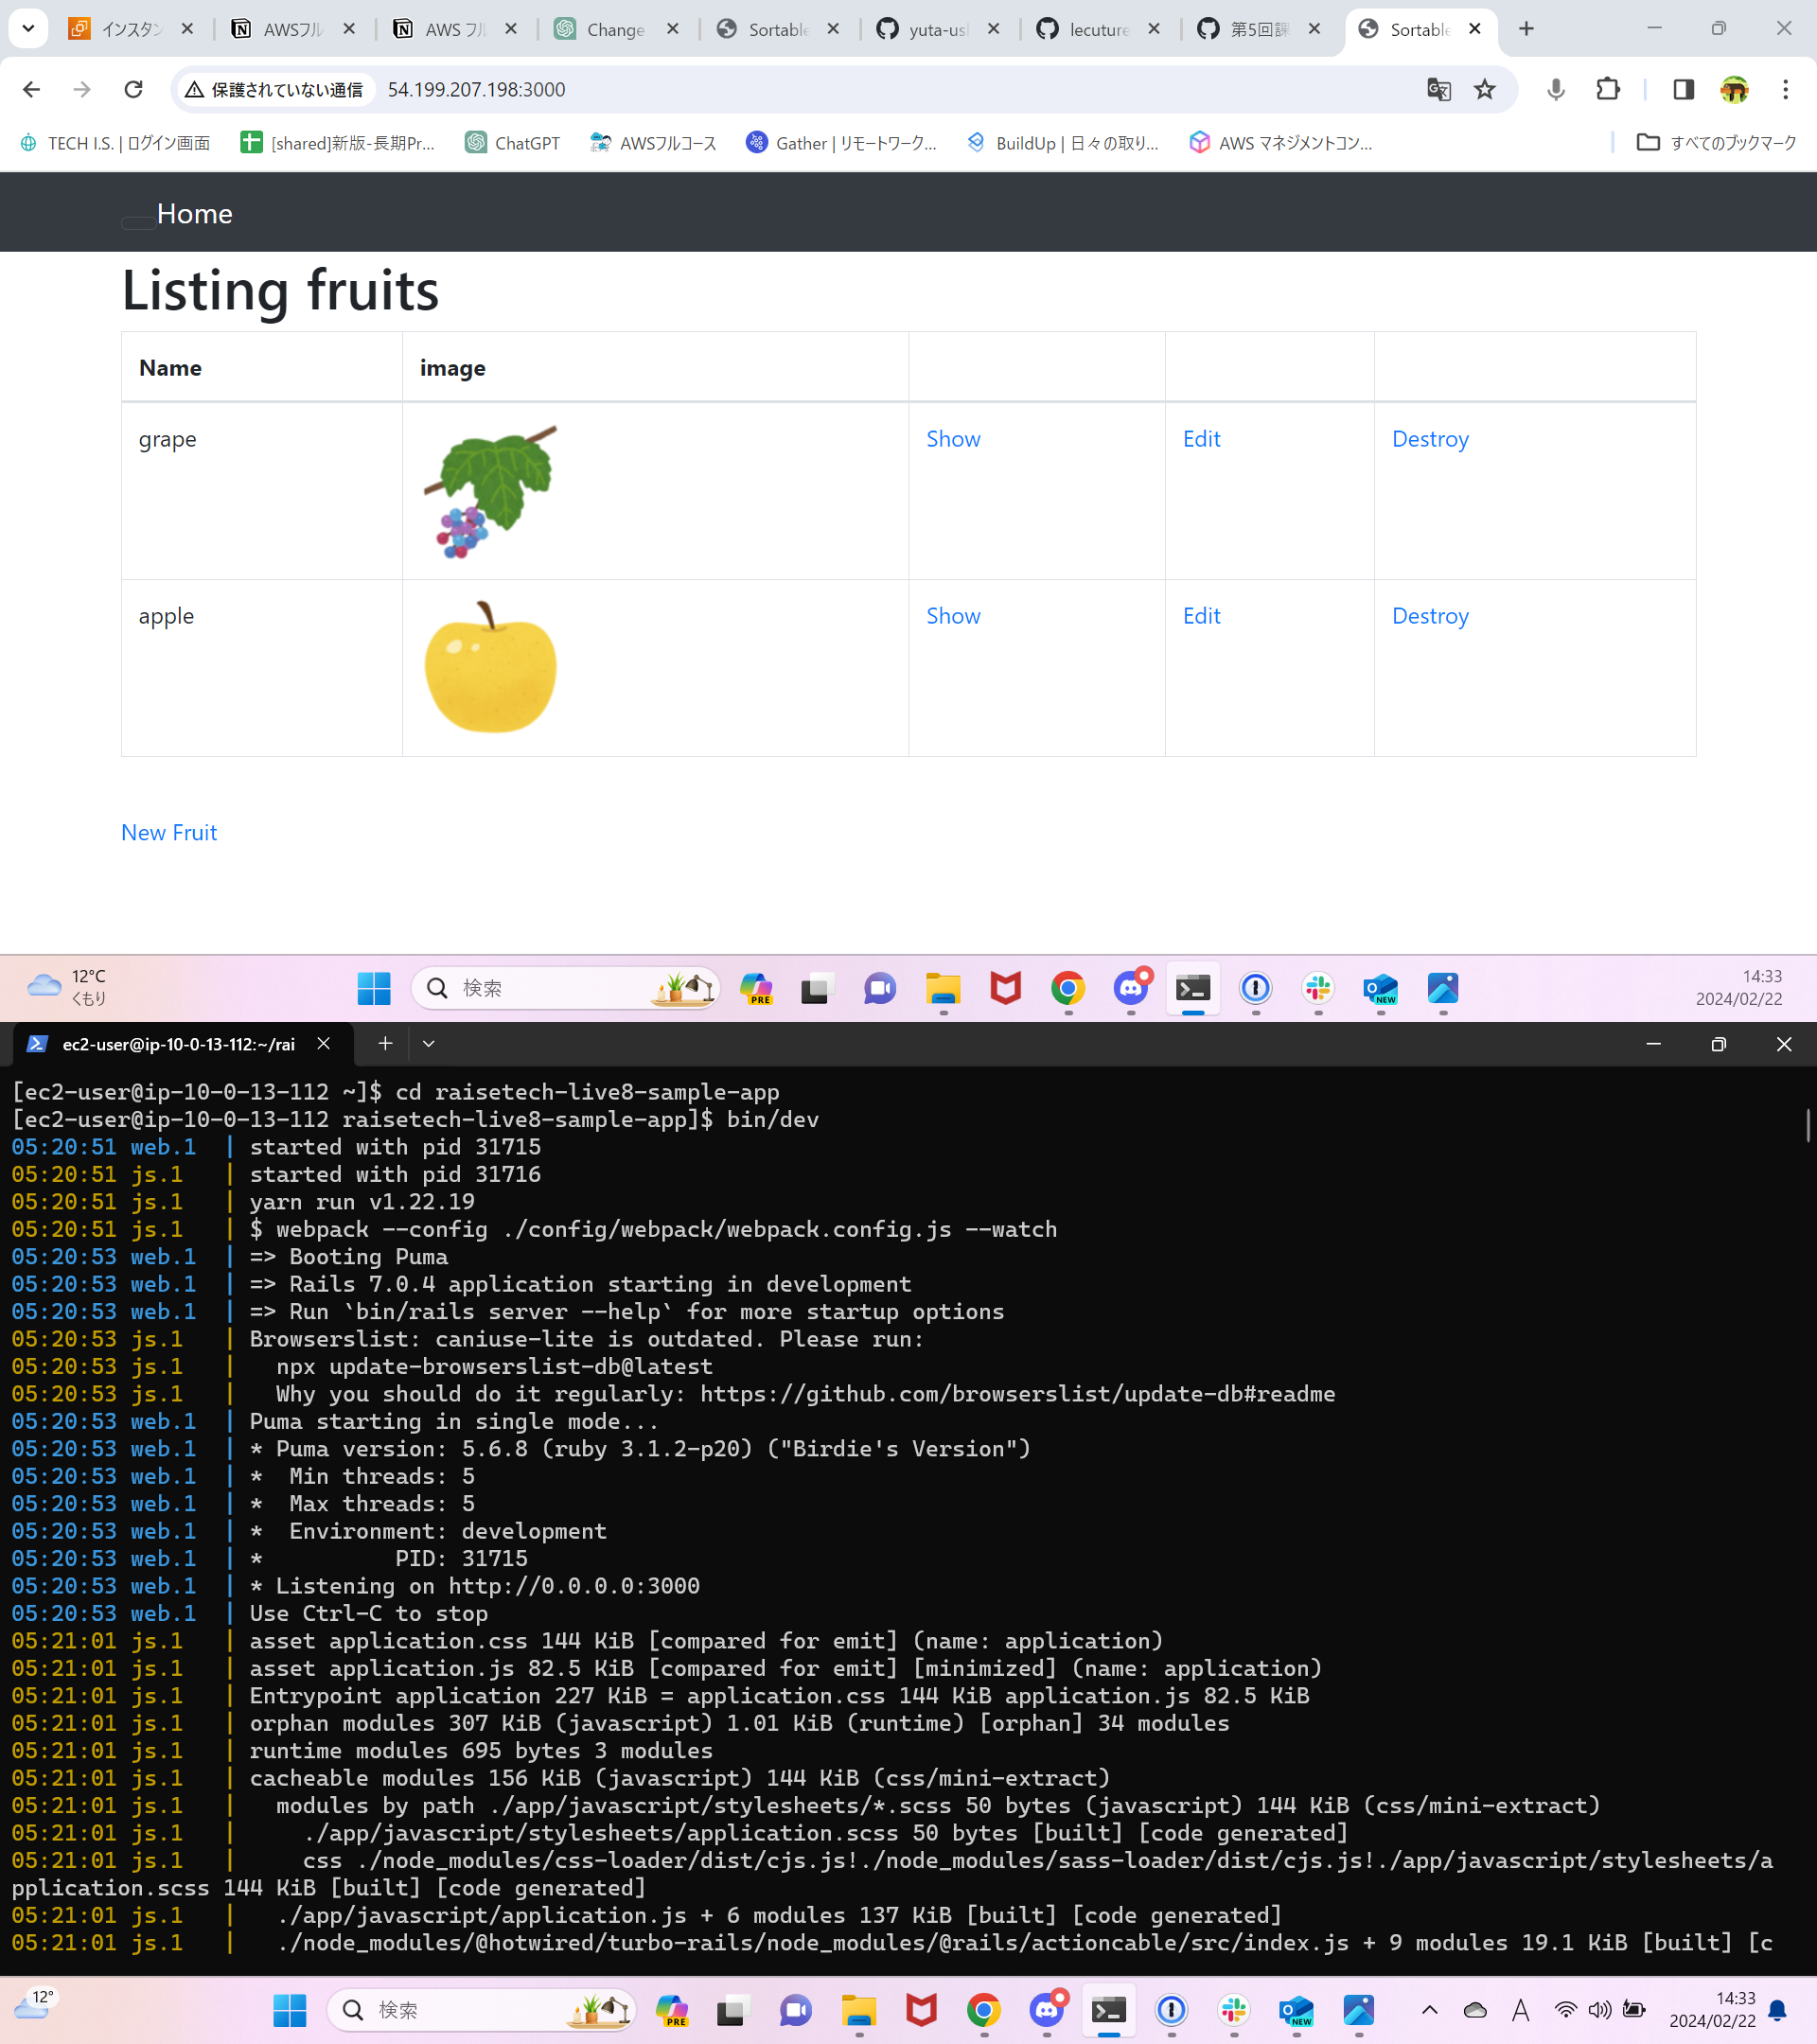 インスタン
AWSフル
AWS フル
Change
Sortable
yuta-usl
lecuture
第5回課
Sortable
保護されていない通信 54.199.207.198:3000
TECH I.S. | ログイン画面
[shared]新版-長期Pr...
ChatGPT
AWSフルコース
Gather | リモートワーク...
BuildUp | 日々の取り...
AWS マネジメントコン...
すべてのブックマーク
Home
Listing fruits
Name image
grape Show Edit Destroy
apple Show Edit Destroy
New Fruit
12°C
くもり
検索
PRE
NEW
14:33
2024/02/22
ec2-user@ip-10-0-13-112:~/rai
[ec2-user@ip-10-0-13-112 ~]$ cd raisetech-live8-sample-app
[ec2-user@ip-10-0-13-112 raisetech-live8-sample-app]$ bin/dev
05:20:51 web.1  | started with pid 31715
05:20:51 js.1   | started with pid 31716
05:20:51 js.1   | yarn run v1.22.19
05:20:51 js.1   | $ webpack --config ./config/webpack/webpack.config.js --watch
05:20:53 web.1  | => Booting Puma
05:20:53 web.1  | => Rails 7.0.4 application starting in development
05:20:53 web.1  | => Run `bin/rails server --help` for more startup options
05:20:53 js.1   | Browserslist: caniuse-lite is outdated. Please run:
05:20:53 js.1   |   npx update-browserslist-db@latest
05:20:53 js.1   |   Why you should do it regularly: https://github.com/browserslist/update-db#readme
05:20:53 web.1  | Puma starting in single mode...
05:20:53 web.1  | * Puma version: 5.6.8 (ruby 3.1.2-p20) ("Birdie's Version")
05:20:53 web.1  | *  Min threads: 5
05:20:53 web.1  | *  Max threads: 5
05:20:53 web.1  | *  Environment: development
05:20:53 web.1  | *          PID: 31715
05:20:53 web.1  | * Listening on http://0.0.0.0:3000
05:20:53 web.1  | Use Ctrl-C to stop
05:21:01 js.1   | asset application.css 144 KiB [compared for emit] (name: application)
05:21:01 js.1   | asset application.js 82.5 KiB [compared for emit] [minimized] (name: application)
05:21:01 js.1   | Entrypoint application 227 KiB = application.css 144 KiB application.js 82.5 KiB
05:21:01 js.1   | orphan modules 307 KiB (javascript) 1.01 KiB (runtime) [orphan] 34 modules
05:21:01 js.1   | runtime modules 695 bytes 3 modules
05:21:01 js.1   | cacheable modules 156 KiB (javascript) 144 KiB (css/mini-extract)
05:21:01 js.1   |   modules by path ./app/javascript/stylesheets/*.scss 50 bytes (javascript) 144 KiB (css/mini-extract)
05:21:01 js.1   |     ./app/javascript/stylesheets/application.scss 50 bytes [built] [code generated]
05:21:01 js.1   |     css ./node_modules/css-loader/dist/cjs.js!./node_modules/sass-loader/dist/cjs.js!./app/javascript/stylesheets/a
pplication.scss 144 KiB [built] [code generated]
05:21:01 js.1   |   ./app/javascript/application.js + 6 modules 137 KiB [built] [code generated]
05:21:01 js.1   |   ./node_modules/@hotwired/turbo-rails/node_modules/@rails/actioncable/src/index.js + 9 modules 19.1 KiB [built] [c
12°
検索
PRE
NEW
A
14:33
2024/02/22